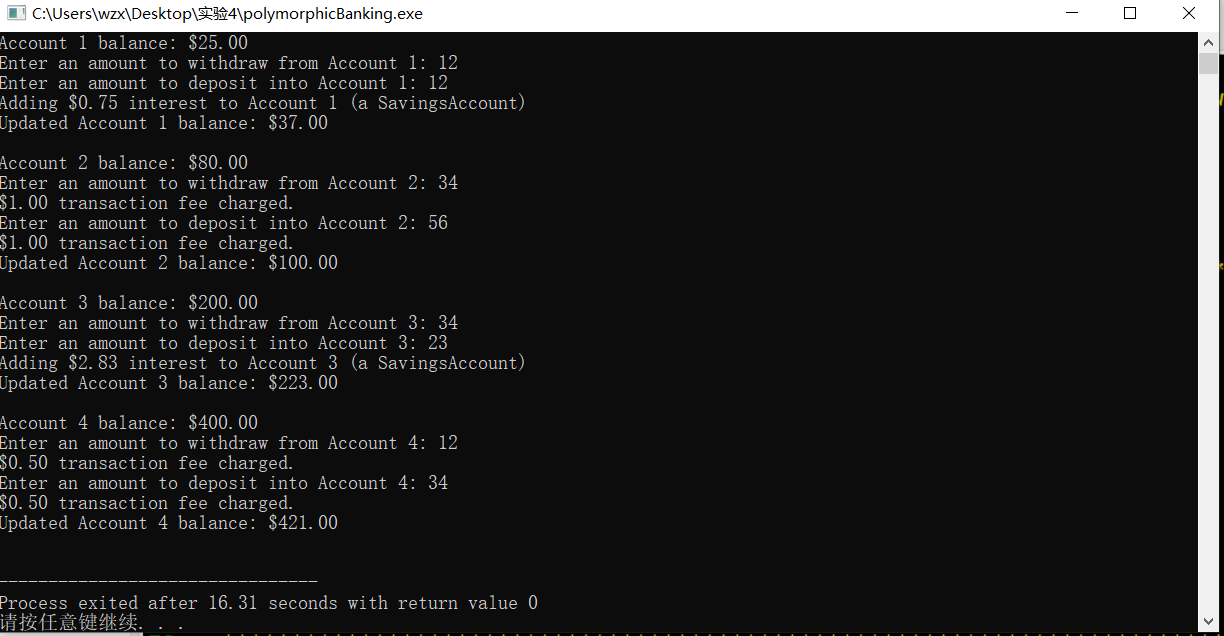 C:\Users\wzx\Desktop\实验4\polymorphicBanking.exe
Account 1 balance: $25.00
Enter an amount to withdraw from Account 1: 12
Enter an amount to deposit into Account 1: 12
Adding $0.75 interest to Account 1 (a SavingsAccount)
Updated Account 1 balance: $37.00
Account 2 balance: $80.00
Enter an amount to withdraw from Account 2: 34
$1.00 transaction fee charged.
Enter an amount to deposit into Account 2: 56
$1.00 transaction fee charged.
Updated Account 2 balance: $100.00
Account 3 balance: $200.00
Enter an amount to withdraw from Account 3: 34
Enter an amount to deposit into Account 3: 23
Adding $2.83 interest to Account 3 (a SavingsAccount)
Updated Account 3 balance: $223.00
Account 4 balance: $400.00
Enter an amount to withdraw from Account 4: 12
$0.50 transaction fee charged.
Enter an amount to deposit into Account 4: 34
$0.50 transaction fee charged.
Updated Account 4 balance: $421.00
--------------------------------
Process exited after 16.31 seconds with return value 0
请按任意键继续. . .